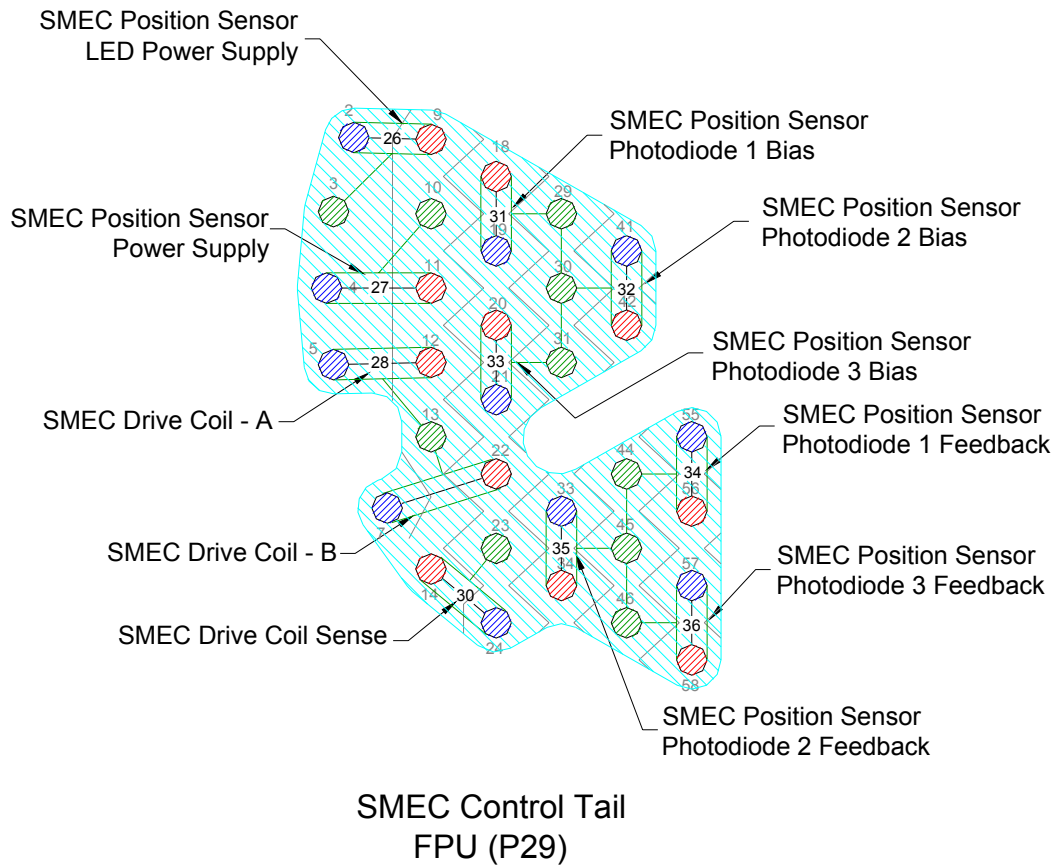 SMEC Position Sensor
LED Power Supply
2
9
26
18
SMEC Position Sensor
Photodiode 1 Bias
3
10
31
29
SMEC Position Sensor
Photodiode 2 Bias
41
SMEC Position Sensor
Power Supply
19
11
30
4
27
32
42
20
12
31
5
28
33
SMEC Position Sensor
Photodiode 3 Bias
21
SMEC Drive Coil - A
13
55
SMEC Position Sensor
Photodiode 1 Feedback
44
22
34
56
33
7
SMEC Drive Coil - B
23
45
35
34
57
SMEC Position Sensor
Photodiode 3 Feedback
14
30
46
36
SMEC Drive Coil Sense
24
58
SMEC Position Sensor
Photodiode 2 Feedback
SMEC Control Tail
FPU (P29)